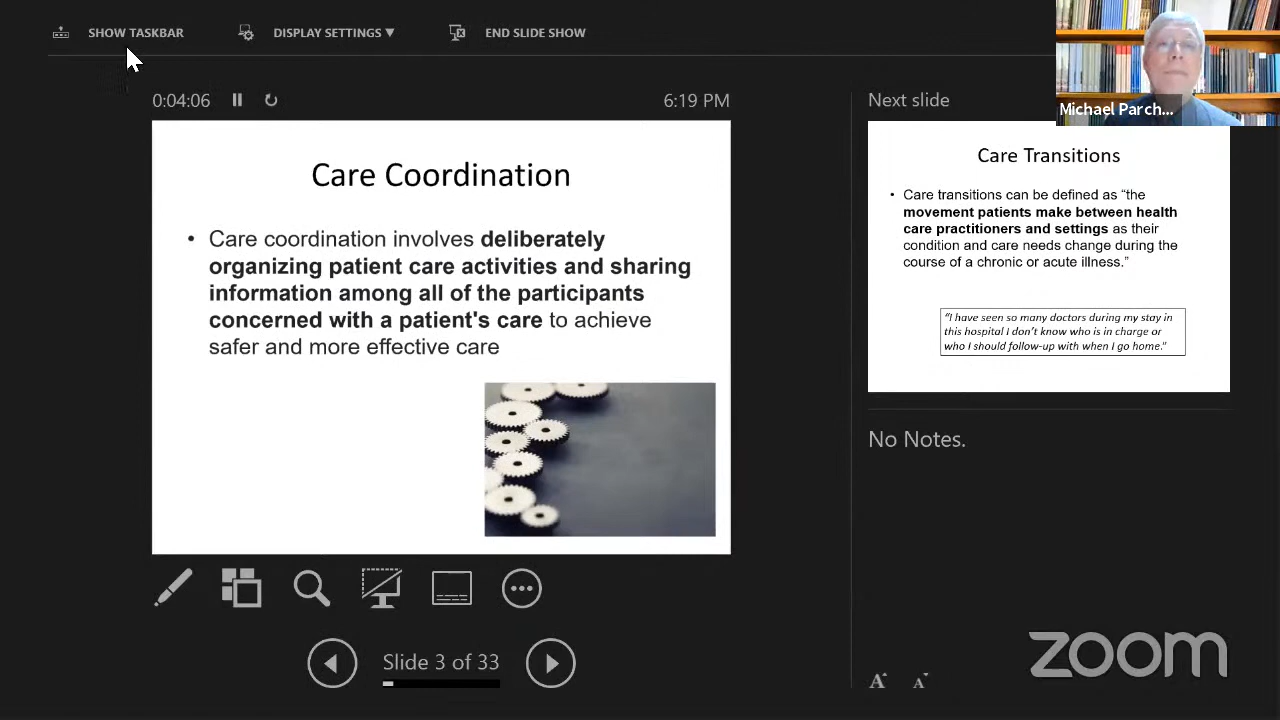 SHOW TASKBAR DISPLAY SETTINGS ▼ END SLIDE SHOW
Michael Parch...
0:04:06 6:19 PM
Care Coordination
• Care coordination involves deliberately
organizing patient care activities and sharing
information among all of the participants
concerned with a patient's care to achieve
safer and more effective care
Slide 3 of 33
Next slide
Care Transitions
• Care transitions can be defined as “the
movement patients make between health
care practitioners and settings as their
condition and care needs change during the
course of a chronic or acute illness.”
“I have seen so many doctors during my stay in
this hospital I don’t know who is in charge or
who I should follow-up with when I go home.”
No Notes.
A A
zoom